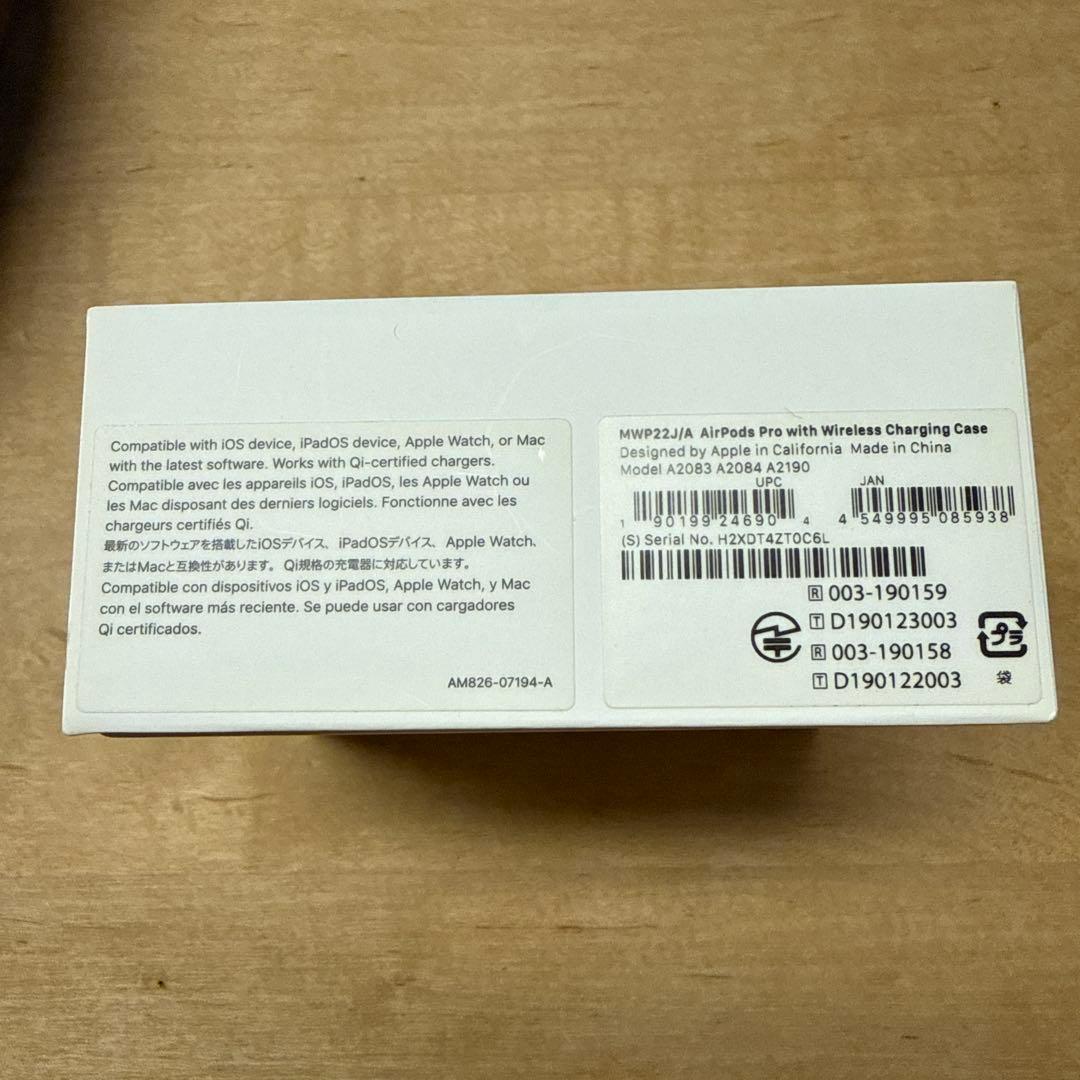 Compatible with iOS device, iPadOS device, Apple Watch, or Mac
with the latest software. Works with Qi-certified chargers.
Compatible avec les appareils iOS, iPadOS, les Apple Watch ou
les Mac disposant des derniers logiciels. Fonctionne avec les
chargeurs certifiés Qi.
最新のソフトウェアを搭載したiOSデバイス、iPadOSデバイス、Apple Watch、
またはMacと互換性があります。Qi規格の充電器に対応しています。
Compatible con dispositivos iOS y iPadOS, Apple Watch, y Mac
con el software más reciente. Se puede usar con cargadores
Qi certificados.
AM826-07194-A
MWP22J/A AirPods Pro with Wireless Charging Case
Designed by Apple in California Made in China
Model A2083 A2084 A2190
UPC
JAN
1 90199 24690 4
4 549995 085938
(S) Serial No. H2XDT4ZT0C6L
R 003-190159
T D190123003
R 003-190158
T D190122003
プラ
袋